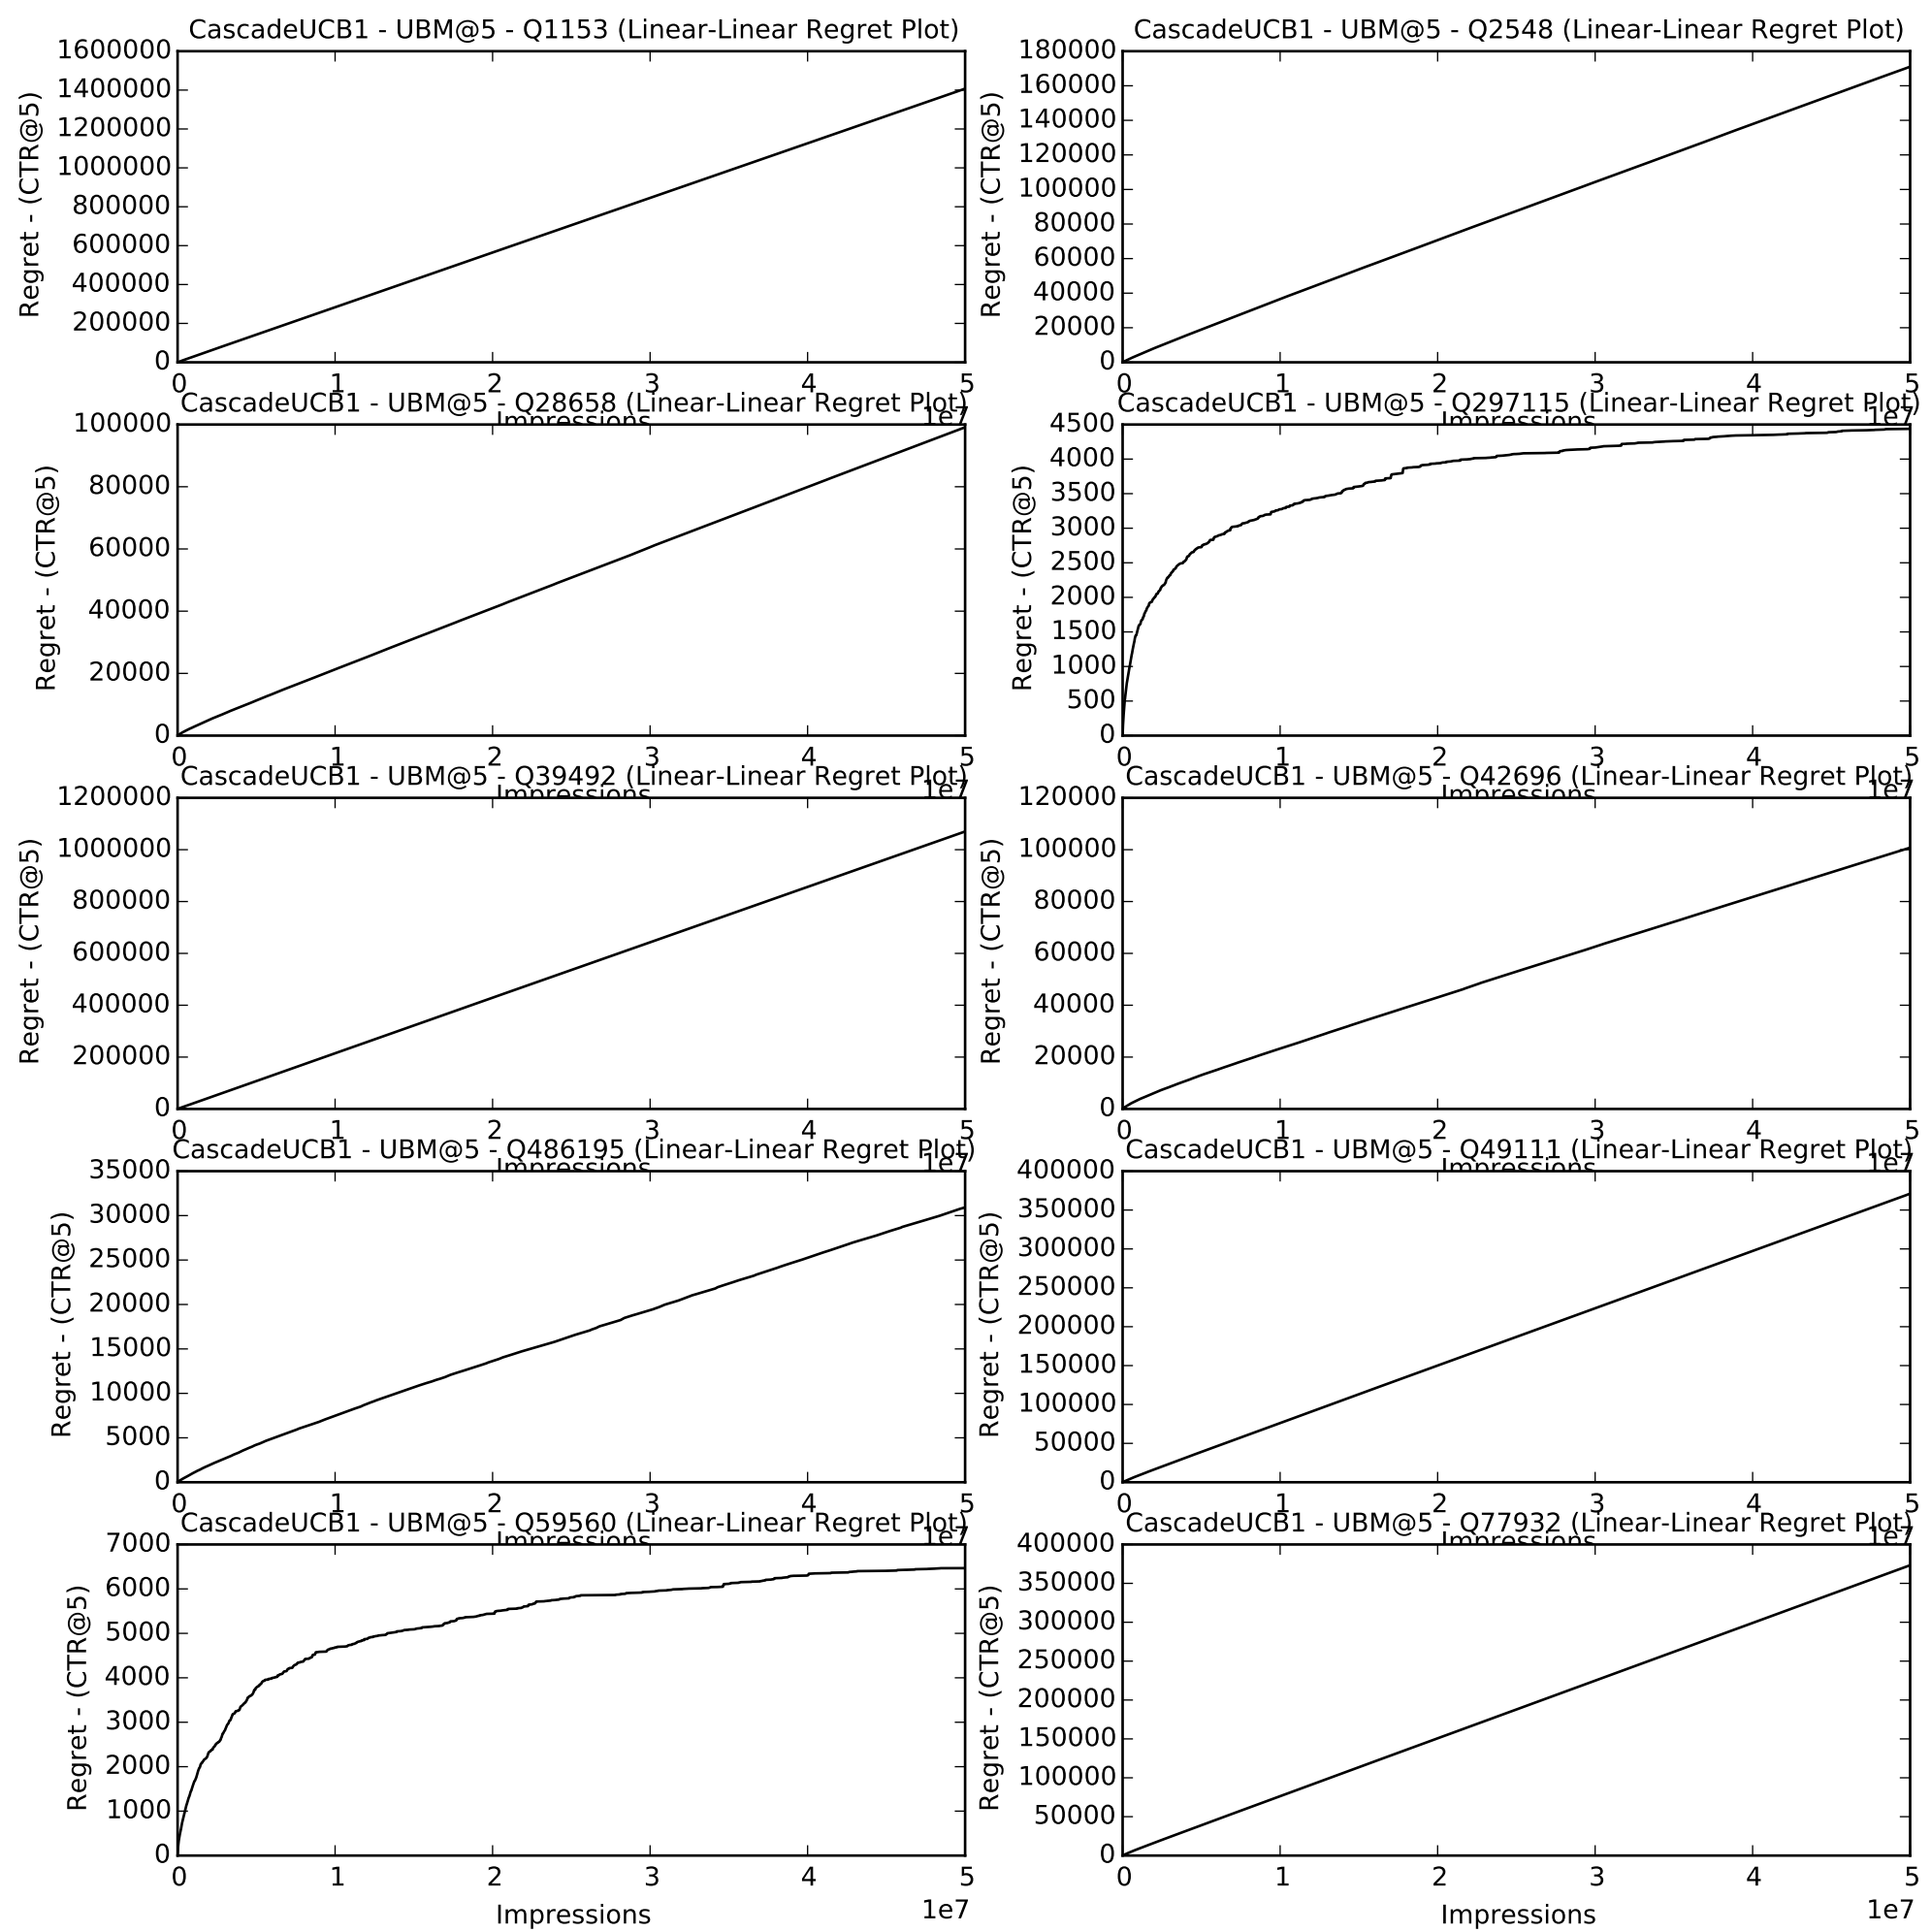 CascadeUCB1 - UBM@5 - Q1153 (Linear-Linear Regret Plot)
1600000
1400000
1200000
1000000
800000
600000
400000
200000
0
Regret - (CTR@5)
0 1 2 3 4 5
Impressions
1e7
CascadeUCB1 - UBM@5 - Q2548 (Linear-Linear Regret Plot)
180000
160000
140000
120000
100000
80000
60000
40000
20000
0
Regret - (CTR@5)
0 1 2 3 4 5
Impressions
1e7
CascadeUCB1 - UBM@5 - Q28658 (Linear-Linear Regret Plot)
100000
80000
60000
40000
20000
0
Regret - (CTR@5)
0 1 2 3 4 5
Impressions
1e7
CascadeUCB1 - UBM@5 - Q297115 (Linear-Linear Regret Plot)
4500
4000
3500
3000
2500
2000
1500
1000
500
0
Regret - (CTR@5)
0 1 2 3 4 5
Impressions
1e7
CascadeUCB1 - UBM@5 - Q39492 (Linear-Linear Regret Plot)
1200000
1000000
800000
600000
400000
200000
0
Regret - (CTR@5)
0 1 2 3 4 5
Impressions
1e7
CascadeUCB1 - UBM@5 - Q42696 (Linear-Linear Regret Plot)
120000
100000
80000
60000
40000
20000
0
Regret - (CTR@5)
0 1 2 3 4 5
Impressions
1e7
CascadeUCB1 - UBM@5 - Q486195 (Linear-Linear Regret Plot)
35000
30000
25000
20000
15000
10000
5000
0
Regret - (CTR@5)
0 1 2 3 4 5
Impressions
1e7
CascadeUCB1 - UBM@5 - Q49111 (Linear-Linear Regret Plot)
400000
350000
300000
250000
200000
150000
100000
50000
0
Regret - (CTR@5)
0 1 2 3 4 5
Impressions
1e7
CascadeUCB1 - UBM@5 - Q59560 (Linear-Linear Regret Plot)
7000
6000
5000
4000
3000
2000
1000
0
Regret - (CTR@5)
0 1 2 3 4 5
Impressions
1e7
CascadeUCB1 - UBM@5 - Q77932 (Linear-Linear Regret Plot)
400000
350000
300000
250000
200000
150000
100000
50000
0
Regret - (CTR@5)
0 1 2 3 4 5
Impressions
1e7